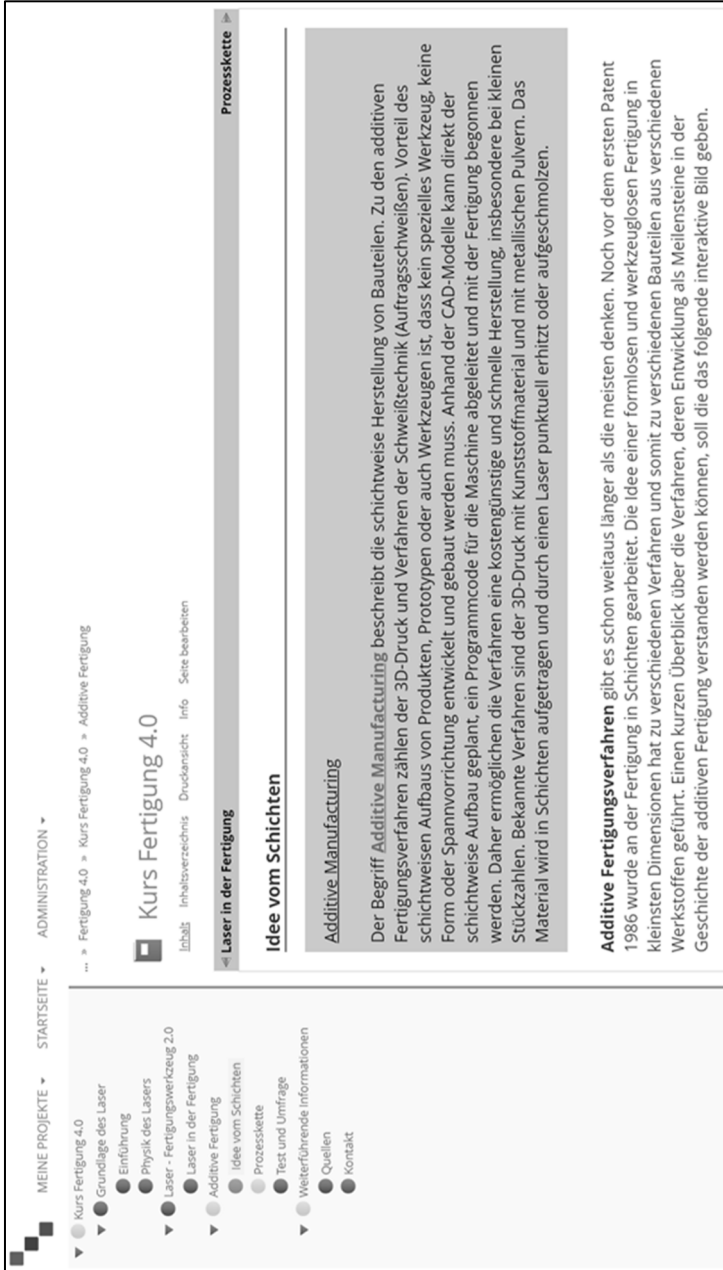 MEINE PROJEKTE STARTSEITE ADMINISTRATION
... » Fertigung 4.0 » Kurs Fertigung 4.0 » Additive Fertigung
Kurs Fertigung 4.0
Grundlage des Laser
Einführung
Physik des Lasers
Laser - Fertigungswerkzeug 2.0
Laser in der Fertigung
Additive Fertigung
Idee vom Schichten
Prozesskette
Test und Umfrage
Weiterführende Informationen
Quellen
Kontakt
Kurs Fertigung 4.0
Inhalt Inhaltsverzeichnis Druckansicht Info Seite bearbeiten
Laser in der Fertigung Prozesskette
Idee vom Schichten
Additive Manufacturing
Der Begriff Additive Manufacturing beschreibt die schichtweise Herstellung von Bauteilen. Zu den additiven
Fertigungsverfahren zählen der 3D-Druck und Verfahren der Schweißtechnik (Auftragsschweißen). Vorteil des
schichtweisen Aufbaus von Produkten, Prototypen oder auch Werkzeugen ist, dass kein spezielles Werkzeug, keine
Form oder Spannvorrichtung entwickelt und gebaut werden muss. Anhand der CAD-Modelle kann direkt der
schichtweise Aufbau geplant, ein Programmcode für die Maschine abgeleitet und mit der Fertigung begonnen
werden. Daher ermöglichen die Verfahren eine kostengünstige und schnelle Herstellung, insbesondere bei kleinen
Stückzahlen. Bekannte Verfahren sind der 3D-Druck mit Kunststoffmaterial und mit metallischen Pulvern. Das
Material wird in Schichten aufgetragen und durch einen Laser punktuell erhitzt oder aufgeschmolzen.
Additive Fertigungsverfahren gibt es schon weitaus länger als die meisten denken. Noch vor dem ersten Patent
1986 wurde an der Fertigung in Schichten gearbeitet. Die Idee einer formlosen und werkzeuglosen Fertigung in
kleinsten Dimensionen hat zu verschiedenen Verfahren und somit zu verschiedenen Bauteilen aus verschiedenen
Werkstoffen geführt. Einen kurzen Überblick über die Verfahren, deren Entwicklung als Meilensteine in der
Geschichte der additiven Fertigung verstanden werden können, soll die das folgende interaktive Bild geben.